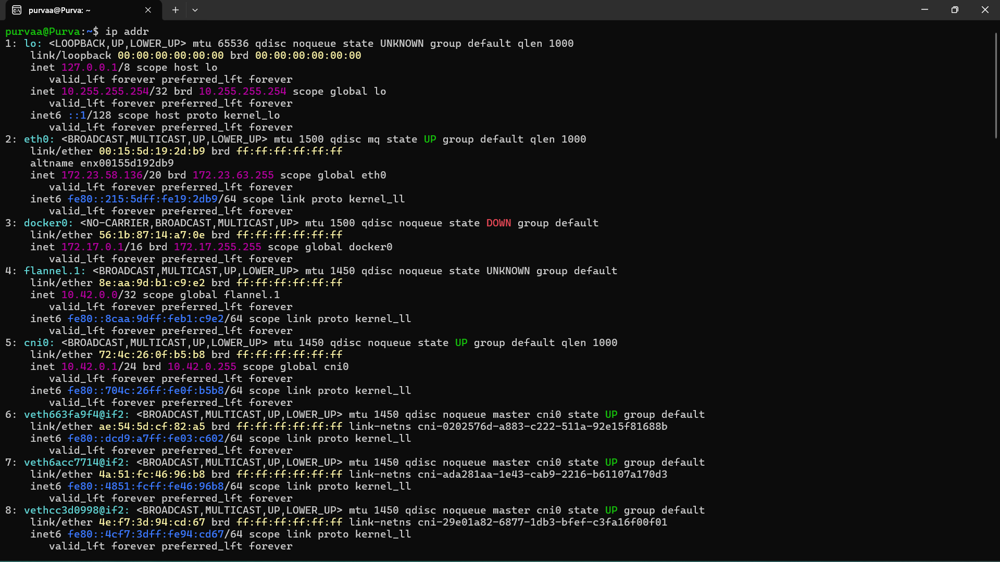 purvaa@Purva: ~
purvaa@Purva:~$ ip addr
1: lo: <LOOPBACK,UP,LOWER_UP> mtu 65536 qdisc noqueue state UNKNOWN group default qlen 1000
    link/loopback 00:00:00:00:00:00 brd 00:00:00:00:00:00
    inet 127.0.0.1/8 scope host lo
       valid_lft forever preferred_lft forever
    inet 10.255.255.254/32 brd 10.255.255.254 scope global lo
       valid_lft forever preferred_lft forever
    inet6 ::1/128 scope host proto kernel_lo
       valid_lft forever preferred_lft forever
2: eth0: <BROADCAST,MULTICAST,UP,LOWER_UP> mtu 1500 qdisc mq state UP group default qlen 1000
    link/ether 00:15:5d:19:2d:b9 brd ff:ff:ff:ff:ff:ff
    altname enx00155d192db9
    inet 172.23.58.136/20 brd 172.23.63.255 scope global eth0
       valid_lft forever preferred_lft forever
    inet6 fe80::215:5dff:fe19:2db9/64 scope link proto kernel_ll
       valid_lft forever preferred_lft forever
3: docker0: <NO-CARRIER,BROADCAST,MULTICAST,UP> mtu 1500 qdisc noqueue state DOWN group default
    link/ether 56:1b:87:14:a7:0e brd ff:ff:ff:ff:ff:ff
    inet 172.17.0.1/16 brd 172.17.255.255 scope global docker0
       valid_lft forever preferred_lft forever
4: flannel.1: <BROADCAST,MULTICAST,UP,LOWER_UP> mtu 1450 qdisc noqueue state UNKNOWN group default
    link/ether 8e:aa:9d:b1:c9:e2 brd ff:ff:ff:ff:ff:ff
    inet 10.42.0.0/32 scope global flannel.1
       valid_lft forever preferred_lft forever
    inet6 fe80::8caa:9dff:feb1:c9e2/64 scope link proto kernel_ll
       valid_lft forever preferred_lft forever
5: cni0: <BROADCAST,MULTICAST,UP,LOWER_UP> mtu 1450 qdisc noqueue state UP group default qlen 1000
    link/ether 72:4c:26:0f:b5:b8 brd ff:ff:ff:ff:ff:ff
    inet 10.42.0.1/24 brd 10.42.0.255 scope global cni0
       valid_lft forever preferred_lft forever
    inet6 fe80::704c:26ff:fe0f:b5b8/64 scope link proto kernel_ll
       valid_lft forever preferred_lft forever
6: veth663fa9f4@if2: <BROADCAST,MULTICAST,UP,LOWER_UP> mtu 1450 qdisc noqueue master cni0 state UP group default
    link/ether ae:54:5d:cf:82:a5 brd ff:ff:ff:ff:ff:ff link-netns cni-0202576d-a883-c222-511a-92e15f81688b
    inet6 fe80::dcd9:a7ff:fe03:c602/64 scope link proto kernel_ll
       valid_lft forever preferred_lft forever
7: veth6acc7714@if2: <BROADCAST,MULTICAST,UP,LOWER_UP> mtu 1450 qdisc noqueue master cni0 state UP group default
    link/ether 4a:51:fc:46:96:b8 brd ff:ff:ff:ff:ff:ff link-netns cni-ada281aa-1e43-cab9-2216-b61107a170d3
    inet6 fe80::4851:fcff:fe46:96b8/64 scope link proto kernel_ll
       valid_lft forever preferred_lft forever
8: vethcc3d0998@if2: <BROADCAST,MULTICAST,UP,LOWER_UP> mtu 1450 qdisc noqueue master cni0 state UP group default
    link/ether 4e:f7:3d:94:cd:67 brd ff:ff:ff:ff:ff:ff link-netns cni-29e01a82-6877-1db3-bfef-c3fa16f00f01
    inet6 fe80::4cf7:3dff:fe94:cd67/64 scope link proto kernel_ll
       valid_lft forever preferred_lft forever